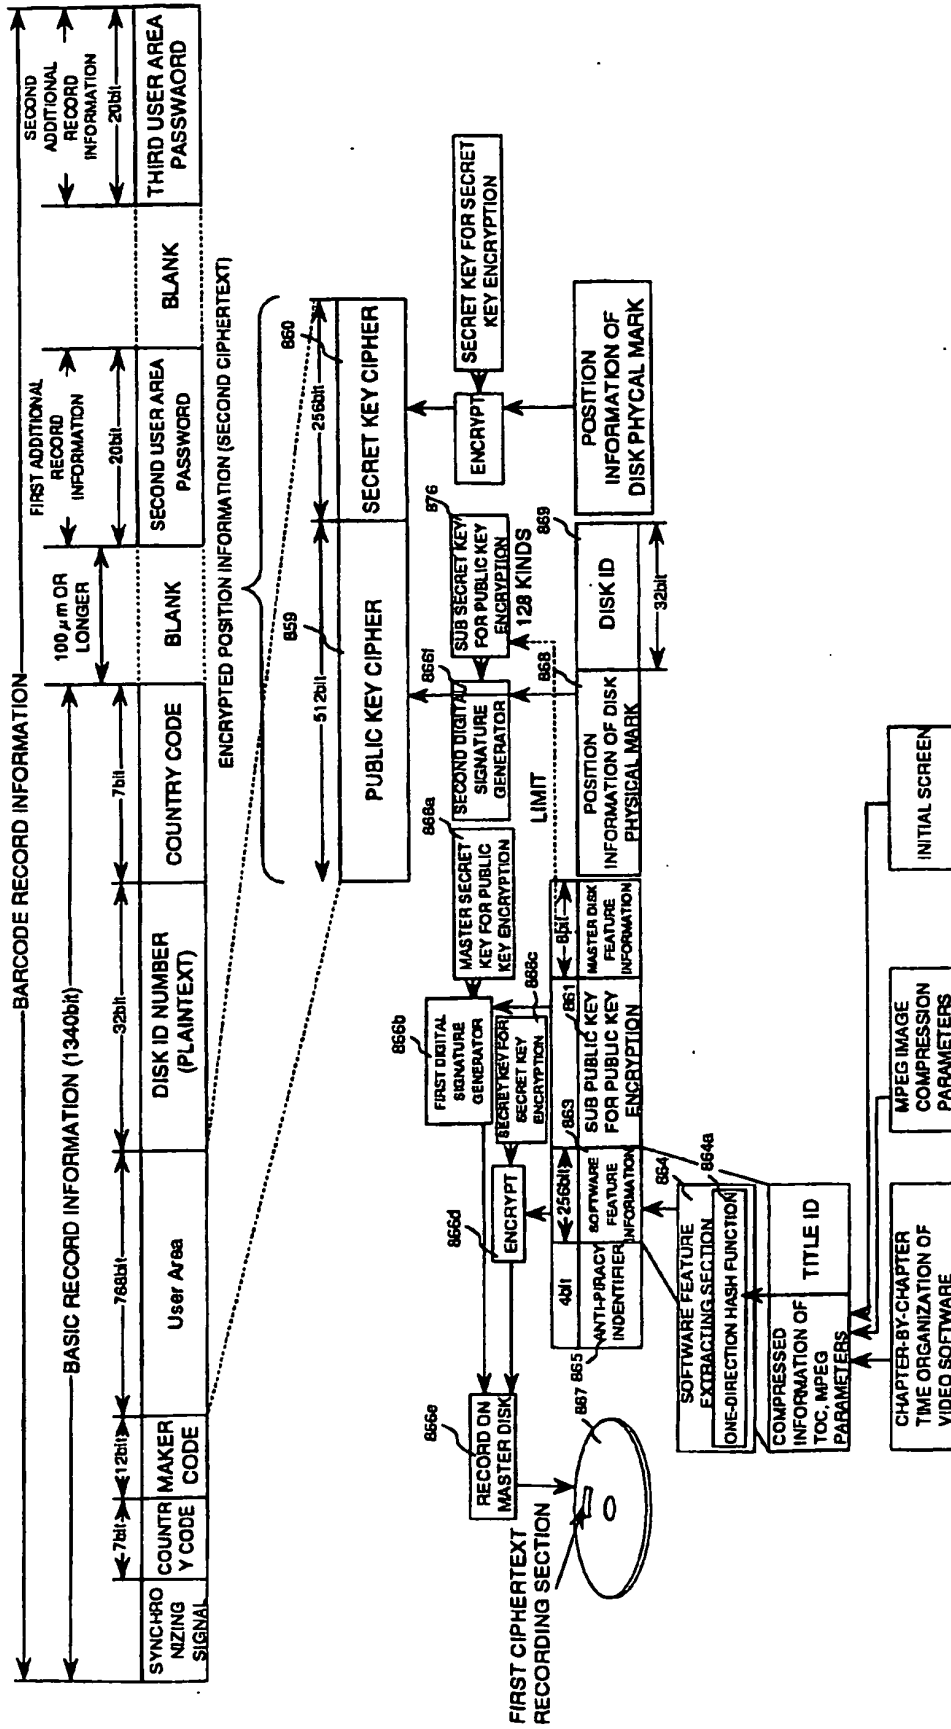 BARCODE RECORD INFORMATION
BASIC RECORD INFORMATION (1340bit)
SECOND
ADDITIONAL
RECORD
INFORMATION
FIRST ADDITIONAL
RECORD
INFORMATION
100μm OR
LONGER
7bit
12bit
768bit
32bit
7bit
20bit
20bit
SYNCHRO
NIZING
SIGNAL
COUNTR
Y CODE
MAKER
CODE
User Area
DISK ID NUMBER
(PLAINTEXT)
COUNTRY CODE
BLANK
SECOND USER AREA
PASSWORD
BLANK
THIRD USER AREA
PASSWAORD
ENCRYPTED POSITION INFORMATION (SECOND CIPHERTEXT)
859
860
512bit
256bit
PUBLIC KEY CIPHER
SECRET KEY CIPHER
866e
RECORD ON
MASTER DISK
866d
ENCRYPT
866b
FIRST DIGITAL
SIGNATURE
GENERATOR
SECRET KEY FOR
SECRET KEY
ENCRYPTION
866c
866a
MASTER SECRET
KEY FOR PUBLIC
KEY ENCRYPTION
866f
SECOND DIGITAL
SIGNATURE
GENERATOR
876
SUB SECRET KEY
FOR PUBLIC KEY
ENCRYPTION
128 KINDS
ENCRYPT
SECRET KEY FOR SECRET
KEY ENCRYPTION
LIMIT
FIRST CIPHERTEXT
RECORDING SECTION
867
865
4bit
256bit
863
861
8bit
868
869
ANTI-PIRACY
INDENTIFIER
SOFTWARE
FEATURE
INFORMATION
SUB PUBLIC KEY
FOR PUBLIC KEY
ENCRYPTION
MASTER DISK
FEATURE
INFORMATION
POSITION
INFORMATION OF DISK
PHYSICAL MARK
DISK ID
32bit
POSITION
INFORMATION OF
DISK PHYCAL MARK
864
864a
SOFTWARE FEATURE
EXTRACTING SECTION
ONE-DIRECTION HASH FUNCTION
COMPRESSED
INFORMATION OF
TOC, MPEG
PARAMETERS
TITLE ID
CHAPTER-BY-CHAPTER
TIME ORGANIZATION OF
VIDEO SOFTWARE
MPEG IMAGE
COMPRESSION
PARAMETERS
INITIAL SCREEN